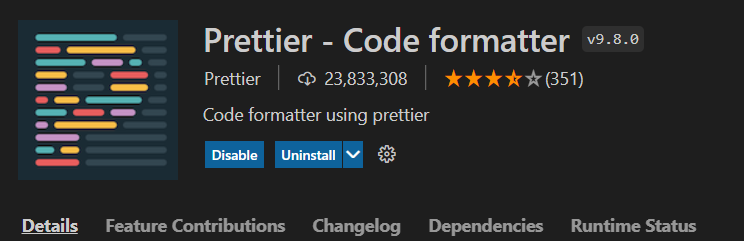 Prettier - Code formatter v9.8.0
Prettier 23,833,308 (351)
Code formatter using prettier
Disable Uninstall
Details Feature Contributions Changelog Dependencies Runtime Status